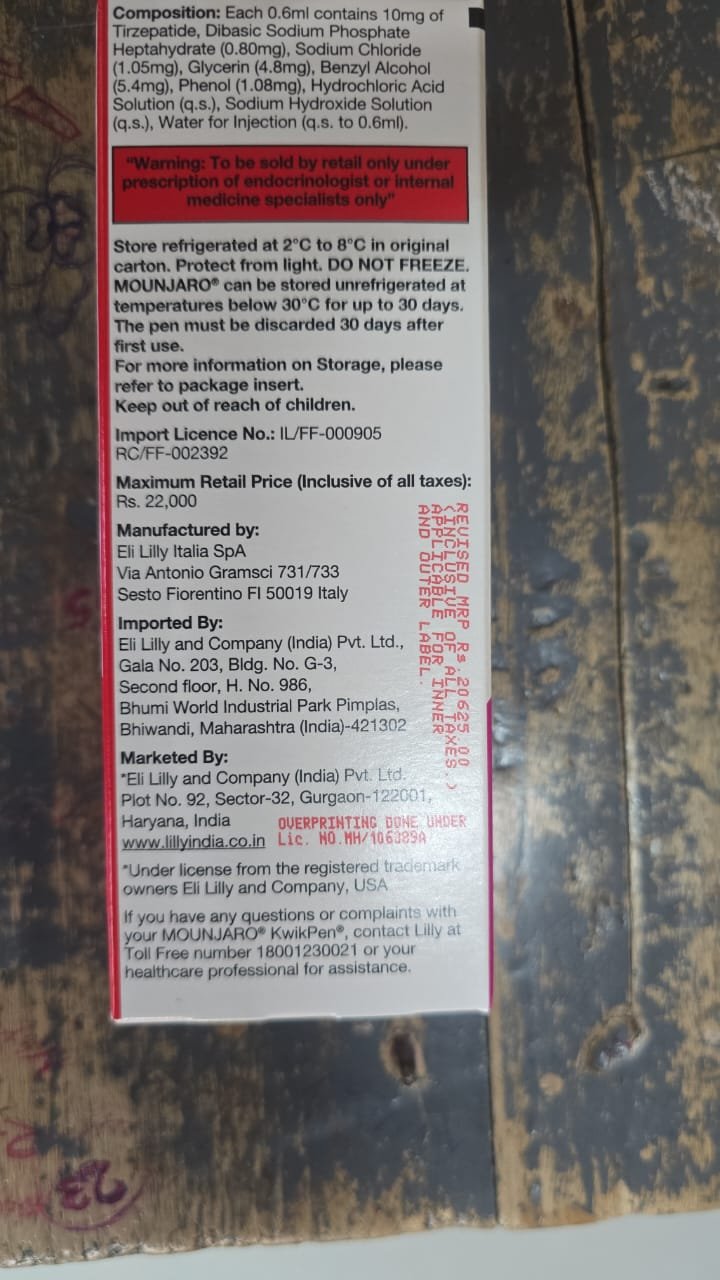 Composition: Each 0.6ml contains 10mg of
Tirzepatide, Dibasic Sodium Phosphate
Heptahydrate (0.80mg), Sodium Chloride
(1.05mg), Glycerin (4.8mg), Benzyl Alcohol
(5.4mg), Phenol (1.08mg), Hydrochloric Acid
Solution (q.s.), Sodium Hydroxide Solution
(q.s.), Water for Injection (q.s. to 0.6ml).
"Warning: To be sold by retail only under
prescription of endocrinologist or internal
medicine specialists only"
Store refrigerated at 2°C to 8°C in original
carton. Protect from light. DO NOT FREEZE.
MOUNJARO® can be stored unrefrigerated at
temperatures below 30°C for up to 30 days.
The pen must be discarded 30 days after
first use.
For more information on Storage, please
refer to package insert.
Keep out of reach of children.
Import Licence No.: IL/FF-000905
RC/FF-002392
Maximum Retail Price (Inclusive of all taxes):
Rs. 22,000
Manufactured by:
Eli Lilly Italia SpA
Via Antonio Gramsci 731/733
Sesto Fiorentino FI 50019 Italy
Imported By:
Eli Lilly and Company (India) Pvt. Ltd.,
Gala No. 203, Bldg. No. G-3,
Second floor, H. No. 986,
Bhumi World Industrial Park Pimplas,
Bhiwandi, Maharashtra (India)-421302
REVISED MRP Rs.20625.00
(INCLUSIVE OF ALL TAXES.)
APPLICABLE FOR INNER
AND OUTER LABEL.
Marketed By:
*Eli Lilly and Company (India) Pvt. Ltd.
Plot No. 92, Sector-32, Gurgaon-122001,
Haryana, India
www.lillyindia.co.in
OVERPRINTING DONE UNDER
Lic. NO.MH/106389A
*Under license from the registered trademark
owners Eli Lilly and Company, USA
If you have any questions or complaints with
your MOUNJARO® KwikPen®, contact Lilly at
Toll Free number 18001230021 or your
healthcare professional for assistance.
23